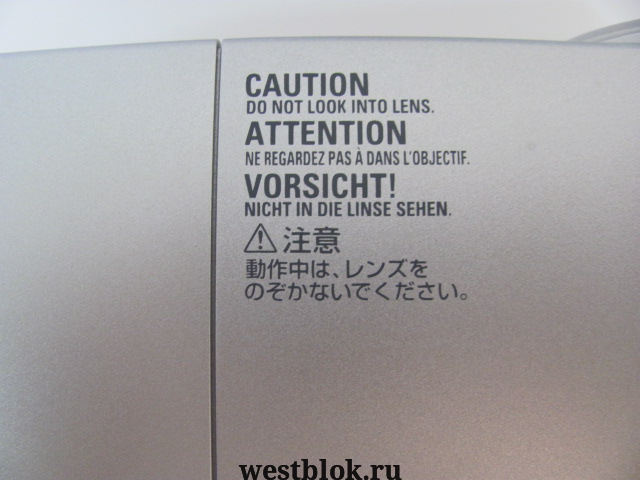 CAUTION
DO NOT LOOK INTO LENS.
ATTENTION
NE REGARDEZ PAS À DANS L'OBJECTIF.
VORSICHT!
NICHT IN DIE LINSE SEHEN.
⚠注意
動作中は、レンズを
のぞかないでください。
westblok.ru